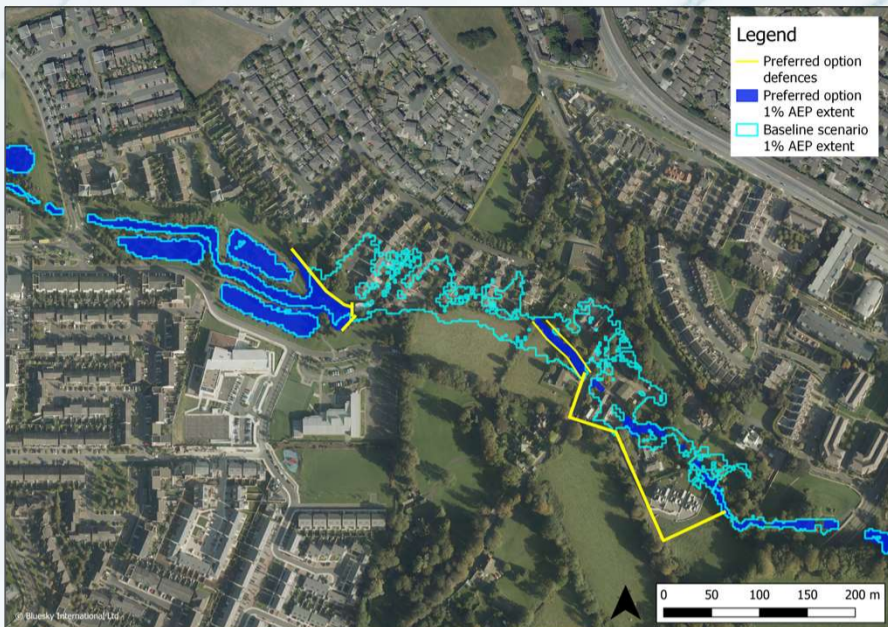 Legend
Preferred option
defences
Preferred option
1% AEP extent
Baseline scenario
1% AEP extent
© Bluesky International Ltd
0 50 100 150 200 m